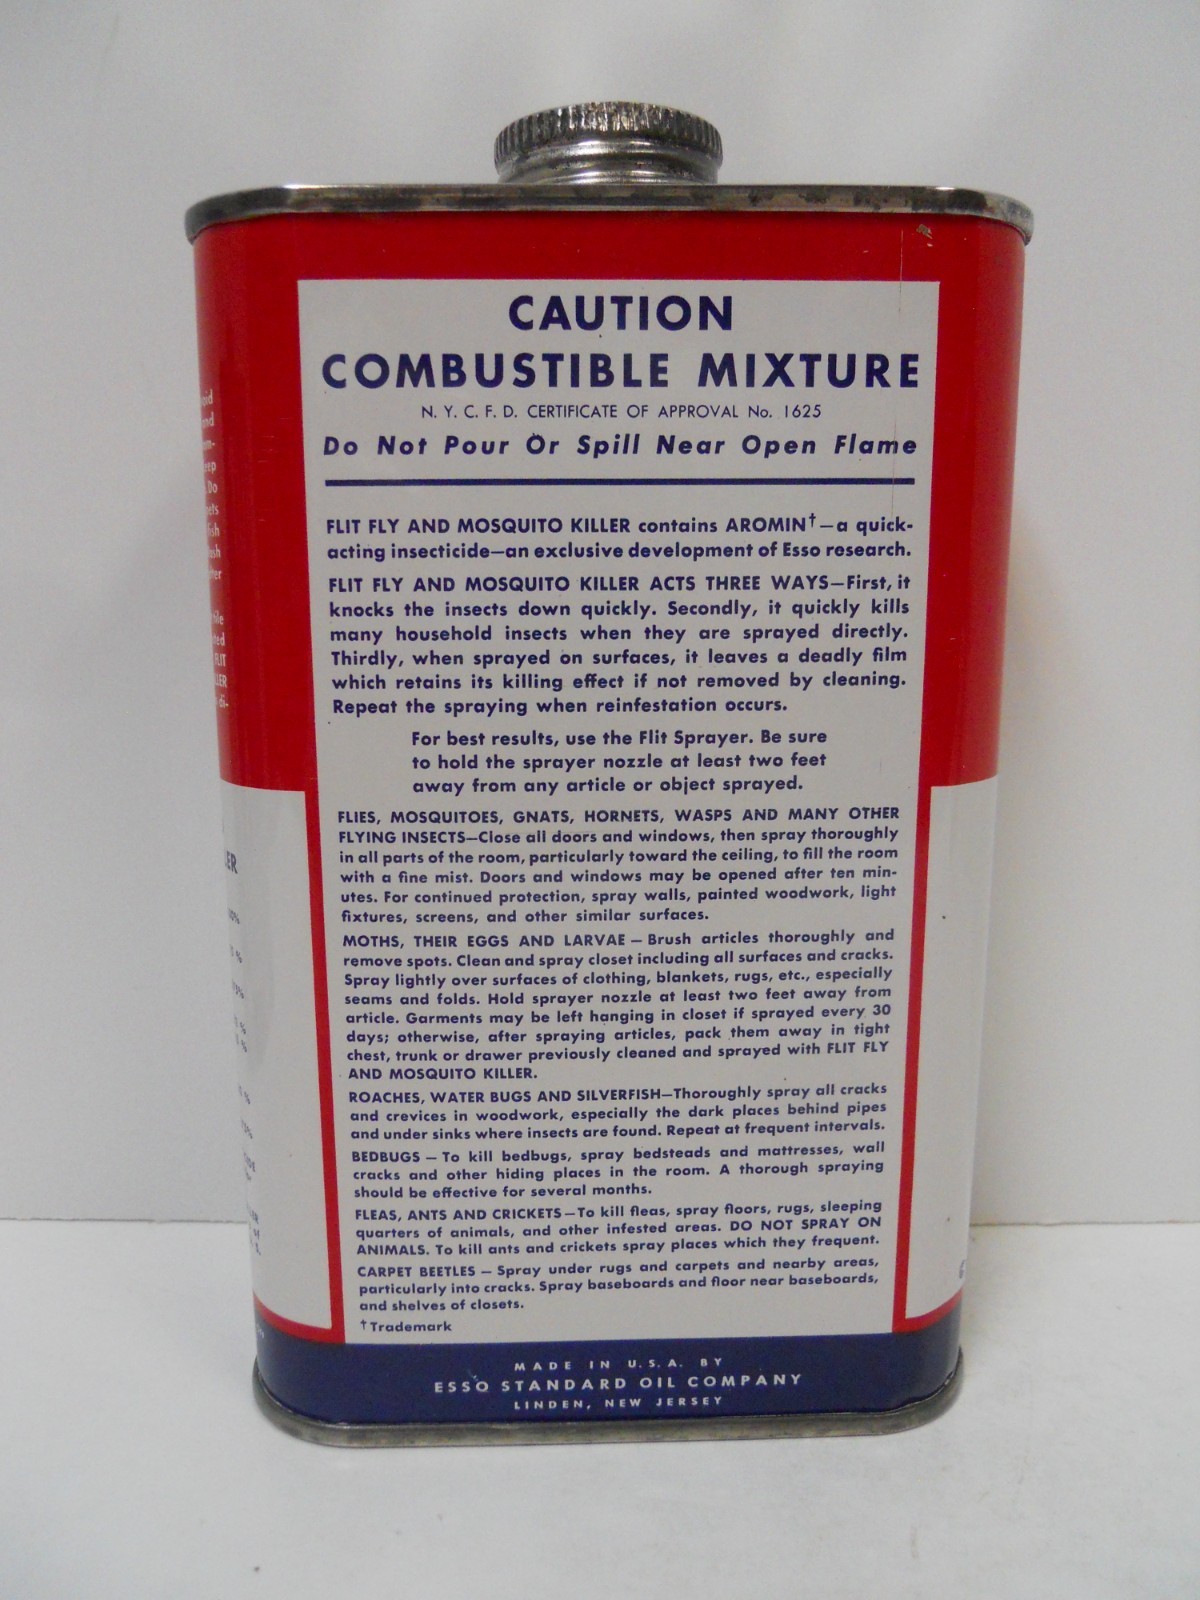 CAUTION
COMBUSTIBLE MIXTURE
N. Y. C. F. D. CERTIFICATE OF APPROVAL No. 1625
Do Not Pour Or Spill Near Open Flame
FLIT FLY AND MOSQUITO KILLER contains AROMIN†—a quick-
acting insecticide—an exclusive development of Esso research.
FLIT FLY AND MOSQUITO KILLER ACTS THREE WAYS—First, it
knocks the insects down quickly. Secondly, it quickly kills
many household insects when they are sprayed directly.
Thirdly, when sprayed on surfaces, it leaves a deadly film
which retains its killing effect if not removed by cleaning.
Repeat the spraying when reinfestation occurs.
For best results, use the Flit Sprayer. Be sure
to hold the sprayer nozzle at least two feet
away from any article or object sprayed.
FLIES, MOSQUITOES, GNATS, HORNETS, WASPS AND MANY OTHER
FLYING INSECTS—Close all doors and windows, then spray thoroughly
in all parts of the room, particularly toward the ceiling, to fill the room
with a fine mist. Doors and windows may be opened after ten min-
utes. For continued protection, spray walls, painted woodwork, light
fixtures, screens, and other similar surfaces.
MOTHS, THEIR EGGS AND LARVAE — Brush articles thoroughly and
remove spots. Clean and spray closet including all surfaces and cracks.
Spray lightly over surfaces of clothing, blankets, rugs, etc., especially
seams and folds. Hold sprayer nozzle at least two feet away from
article. Garments may be left hanging in closet if sprayed every 30
days; otherwise, after spraying articles, pack them away in tight
chest, trunk or drawer previously cleaned and sprayed with FLIT FLY
AND MOSQUITO KILLER.
ROACHES, WATER BUGS AND SILVERFISH—Thoroughly spray all cracks
and crevices in woodwork, especially the dark places behind pipes
and under sinks where insects are found. Repeat at frequent intervals.
BEDBUGS — To kill bedbugs, spray bedsteads and mattresses, wall
cracks and other hiding places in the room. A thorough spraying
should be effective for several months.
FLEAS, ANTS AND CRICKETS—To kill fleas, spray floors, rugs, sleeping
quarters of animals, and other infested areas. DO NOT SPRAY ON
ANIMALS. To kill ants and crickets spray places which they frequent.
CARPET BEETLES — Spray under rugs and carpets and nearby areas,
particularly into cracks. Spray baseboards and floor near baseboards,
and shelves of closets.
†Trademark
MADE IN U.S.A. BY
ESSO STANDARD OIL COMPANY
LINDEN, NEW JERSEY